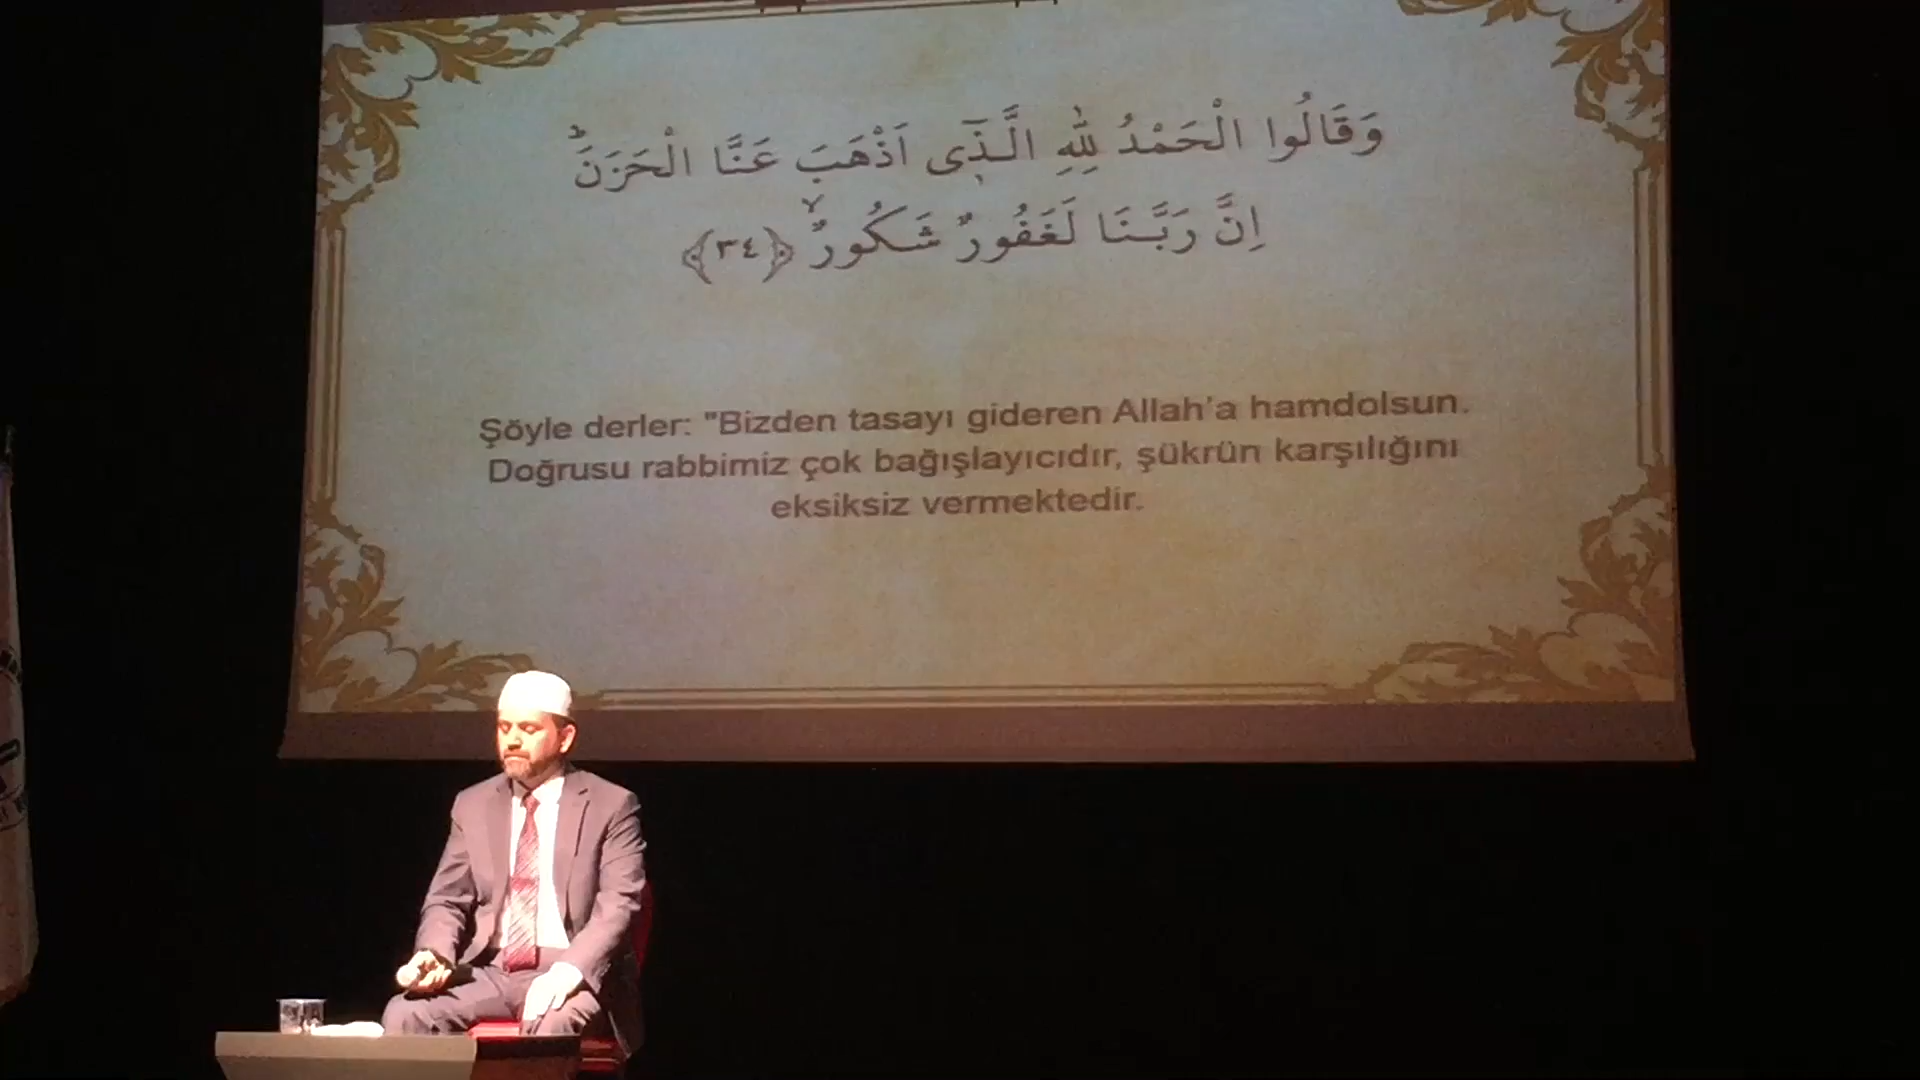 وَقَالُوا الْحَمْدُ لِلّٰهِ الَّذٖٓى اَذْهَبَ عَنَّا الْحَزَنَؕ
اِنَّ رَبَّنَا لَغَفُورٌ شَكُورٌۙ ﴿٣٤﴾
Şöyle derler: "Bizden tasayı gideren Allah'a hamdolsun.
Doğrusu rabbimiz çok bağışlayıcıdır, şükrün karşılığını
eksiksiz vermektedir.